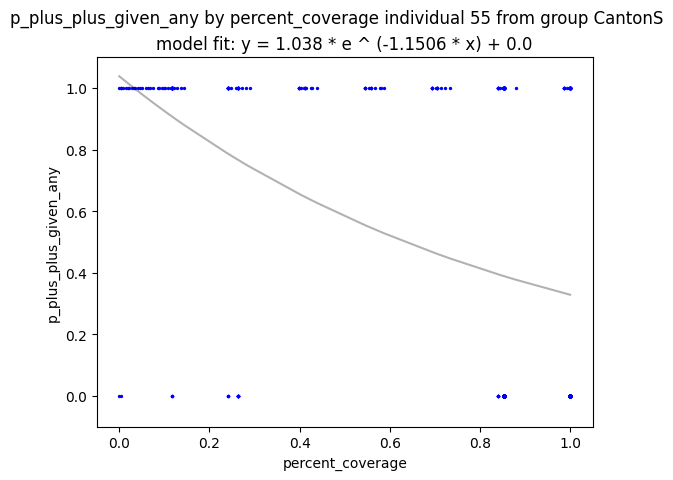 p_plus_plus_given_any by percent_coverage individual 55 from group CantonS
model fit: y = 1.038 * e ^ (-1.1506 * x) + 0.0
1.0
0.8
0.6
0.4
0.2
0.0
p_plus_plus_given_any
0.0 0.2 0.4 0.6 0.8 1.0
percent_coverage